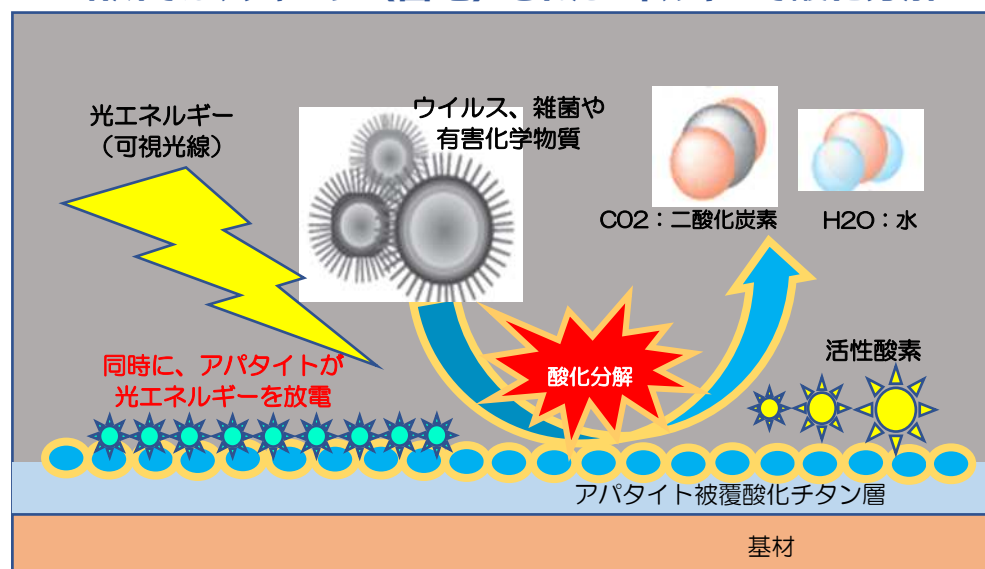 光エネルギー
(可視光線)
ウイルス、雑菌や
有害化学物質
CO2：二酸化炭素
H2O：水
同時に、アパタイトが
光エネルギーを放電
酸化分解
活性酸素
アパタイト被覆酸化チタン層
基材